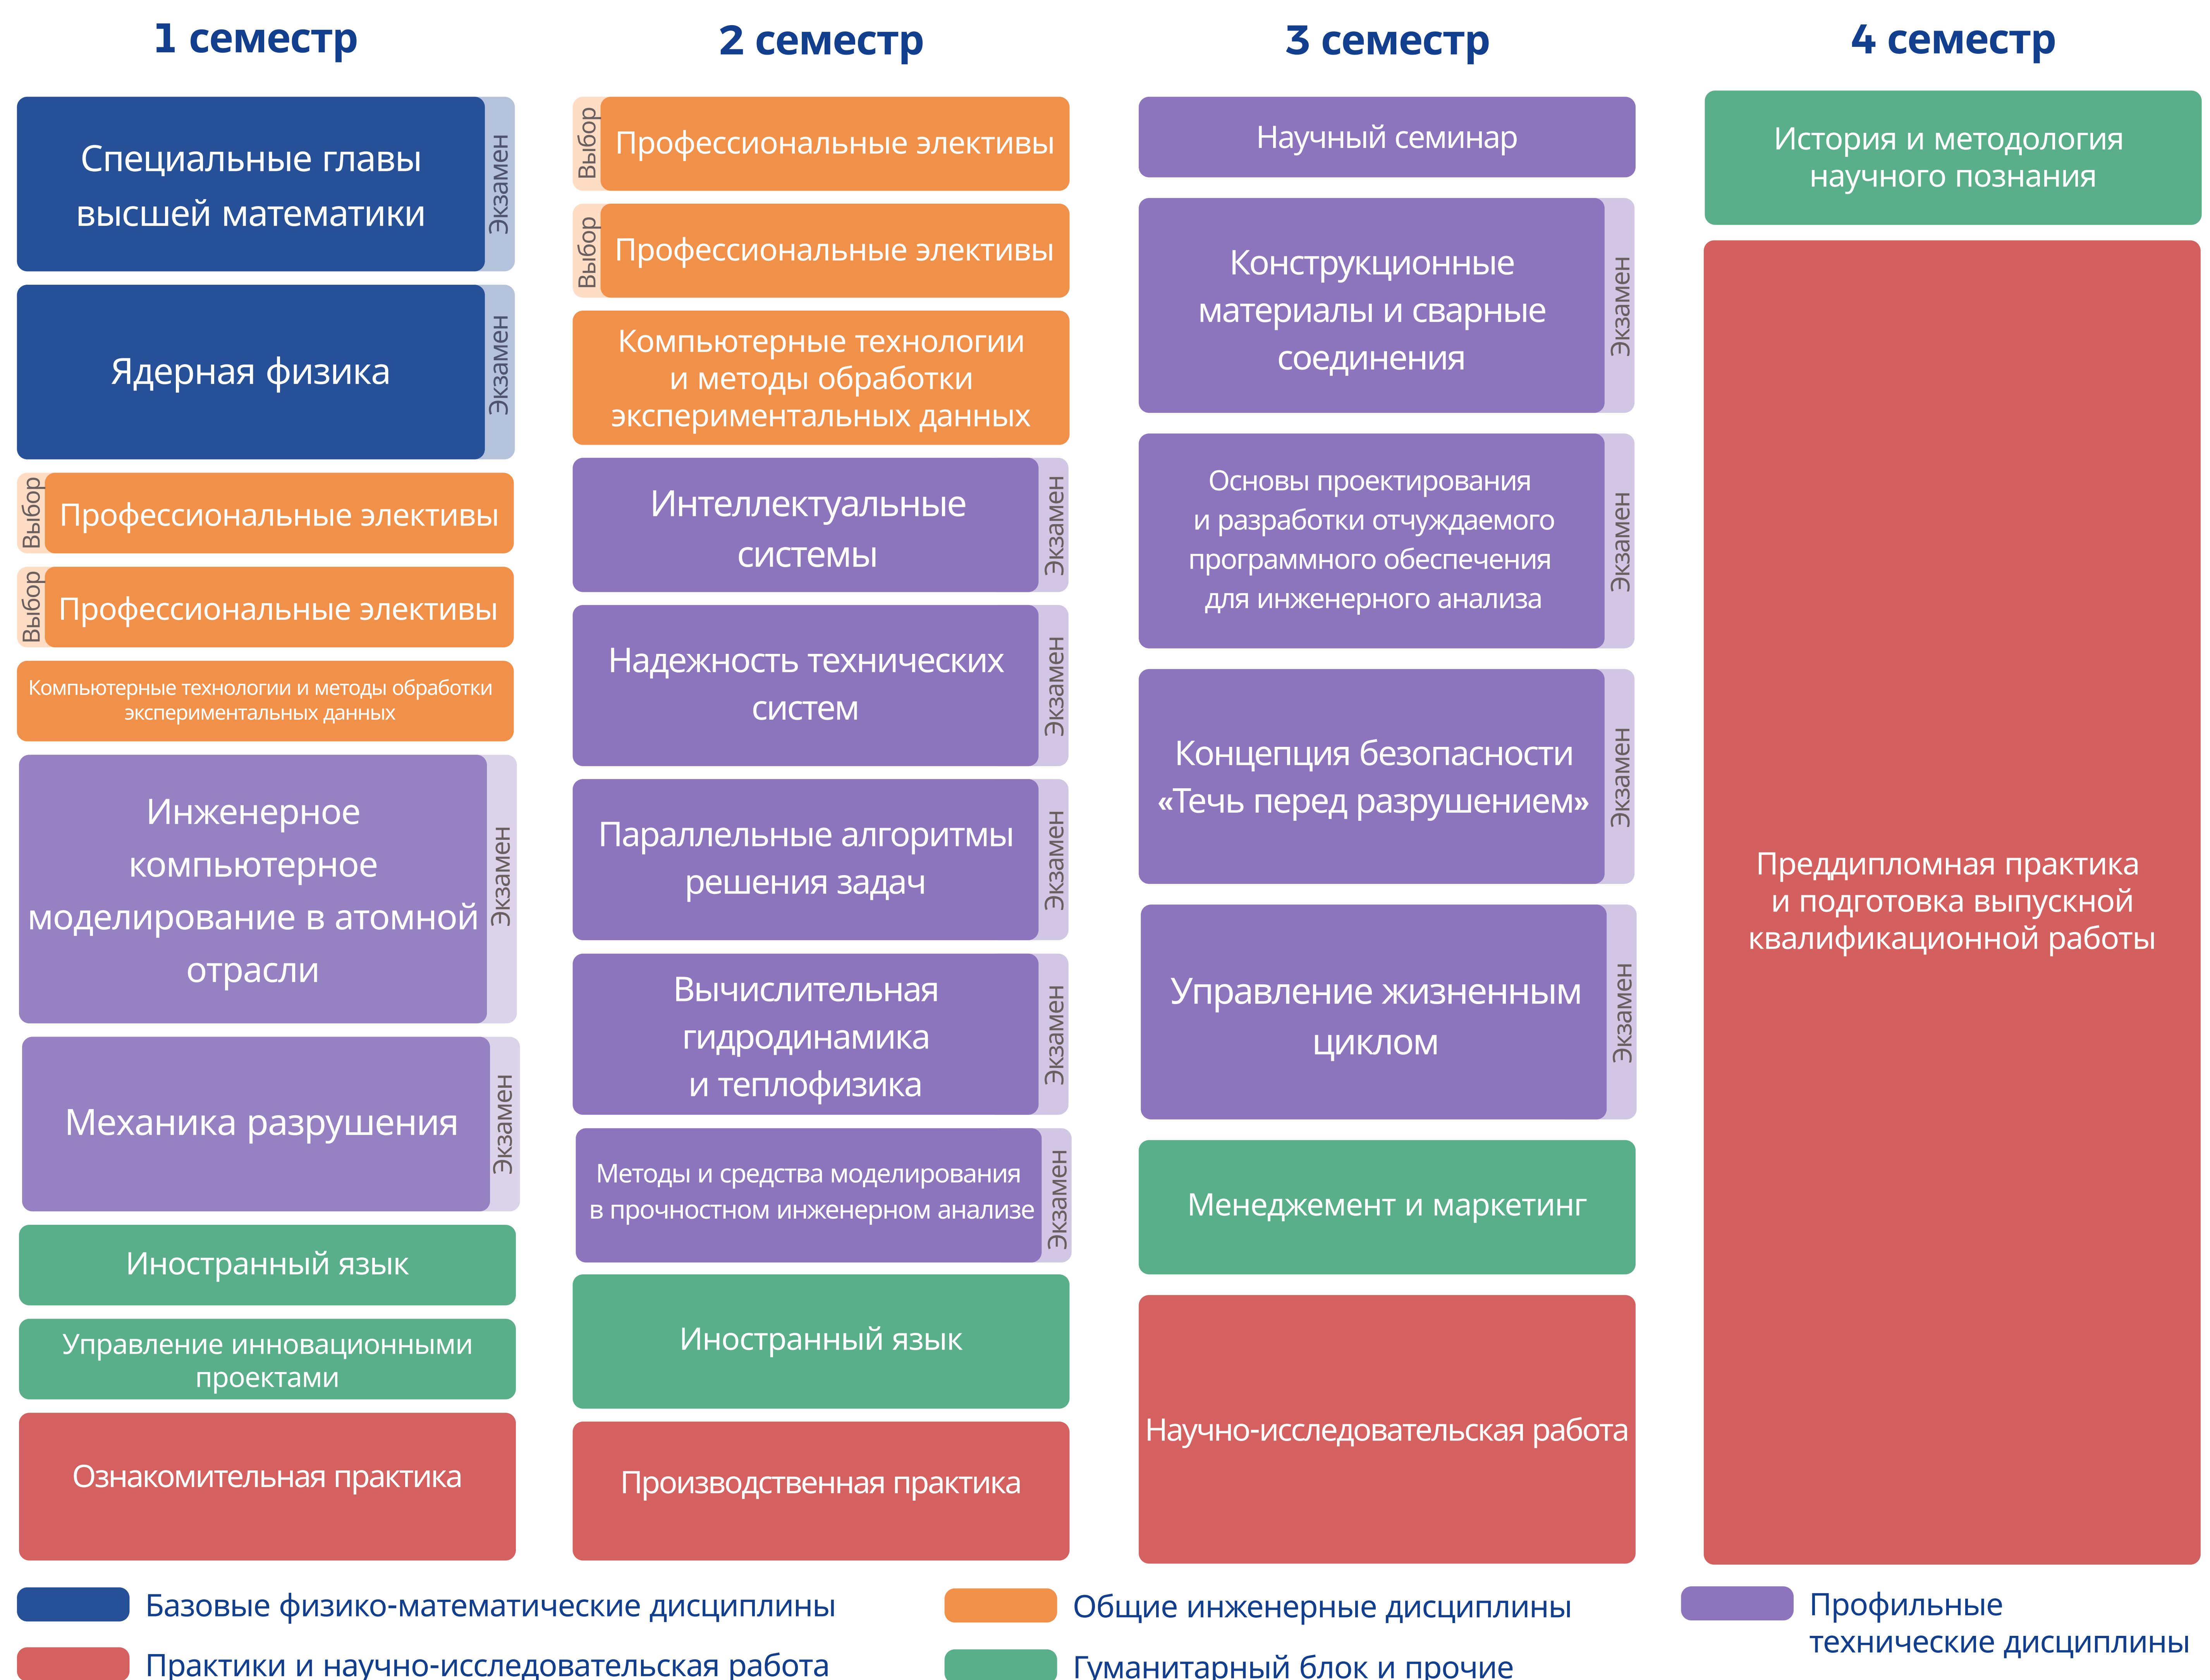 1 семестр
Специальные главы
высшей математики
Экзамен
Ядерная физика
Экзамен
Выбор
Профессиональные элективы
Выбор
Профессиональные элективы
Компьютерные технологии и методы обработки
экспериментальных данных
Инженерное
компьютерное
моделирование в атомной
отрасли
Экзамен
Механика разрушения
Экзамен
Иностранный язык
Управление инновационными
проектами
Ознакомительная практика
2 семестр
Выбор
Профессиональные элективы
Выбор
Профессиональные элективы
Компьютерные технологии
и методы обработки
экспериментальных данных
Интеллектуальные
системы
Экзамен
Надежность технических
систем
Экзамен
Параллельные алгоритмы
решения задач
Экзамен
Вычислительная
гидродинамика
и теплофизика
Экзамен
Методы и средства моделирования
в прочностном инженерном анализе
Экзамен
Иностранный язык
Производственная практика
3 семестр
Научный семинар
Конструкционные
материалы и сварные
соединения
Экзамен
Основы проектирования
и разработки отчуждаемого
программного обеспечения
для инженерного анализа
Экзамен
Концепция безопасности
«Течь перед разрушением»
Экзамен
Управление жизненным
циклом
Экзамен
Менеджемент и маркетинг
Научно-исследовательская работа
4 семестр
История и методология
научного познания
Преддипломная практика
и подготовка выпускной
квалификационной работы
Базовые физико-математические дисциплины
Практики и научно-исследовательская работа
Общие инженерные дисциплины
Гуманитарный блок и прочие
Профильные
технические дисциплины